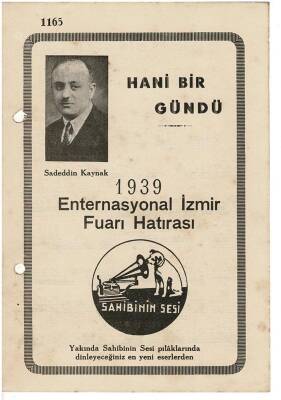 1165
HANİ BİR
GÜNDÜ
Sadeddin Kaynak
1939
Enternasyonal İzmir
Fuarı Hatırası
SAHİBİNİN SESİ
Yakında Sahibinin Sesi plâklarında
dinleyeceğiniz en yeni eserlerden